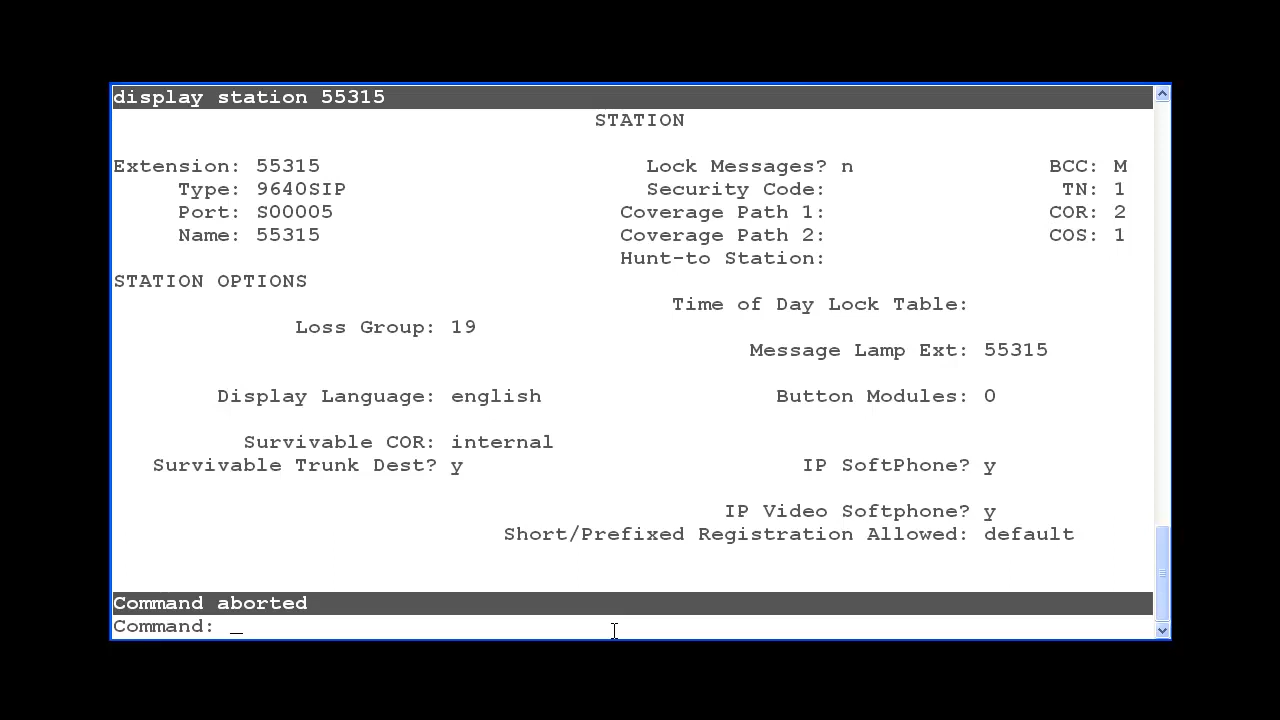 display station 55315
STATION
Extension: 55315 Lock Messages? n BCC: M
Type: 9640SIP Security Code: TN: 1
Port: S00005 Coverage Path 1: COR: 2
Name: 55315 Coverage Path 2: COS: 1
Hunt-to Station:
STATION OPTIONS
Time of Day Lock Table:
Loss Group: 19
Message Lamp Ext: 55315
Display Language: english Button Modules: 0
Survivable COR: internal
Survivable Trunk Dest? y IP SoftPhone? y
IP Video Softphone? y
Short/Prefixed Registration Allowed: default
Command aborted
Command: _